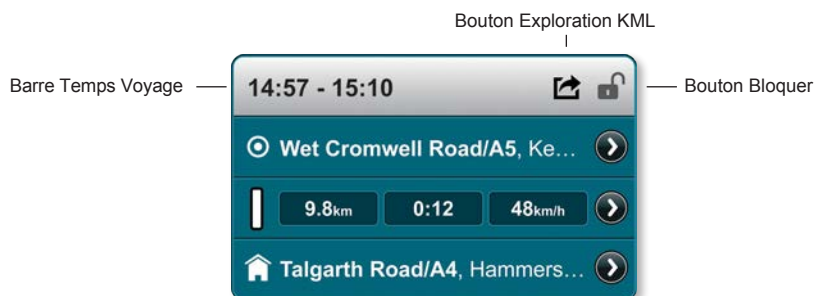 Bouton Exploration KML
Barre Temps Voyage
14:57 - 15:10
Bouton Bloquer
Wet Cromwell Road/A5, Ke...
9.8km 0:12 48km/h
Talgarth Road/A4, Hammers...